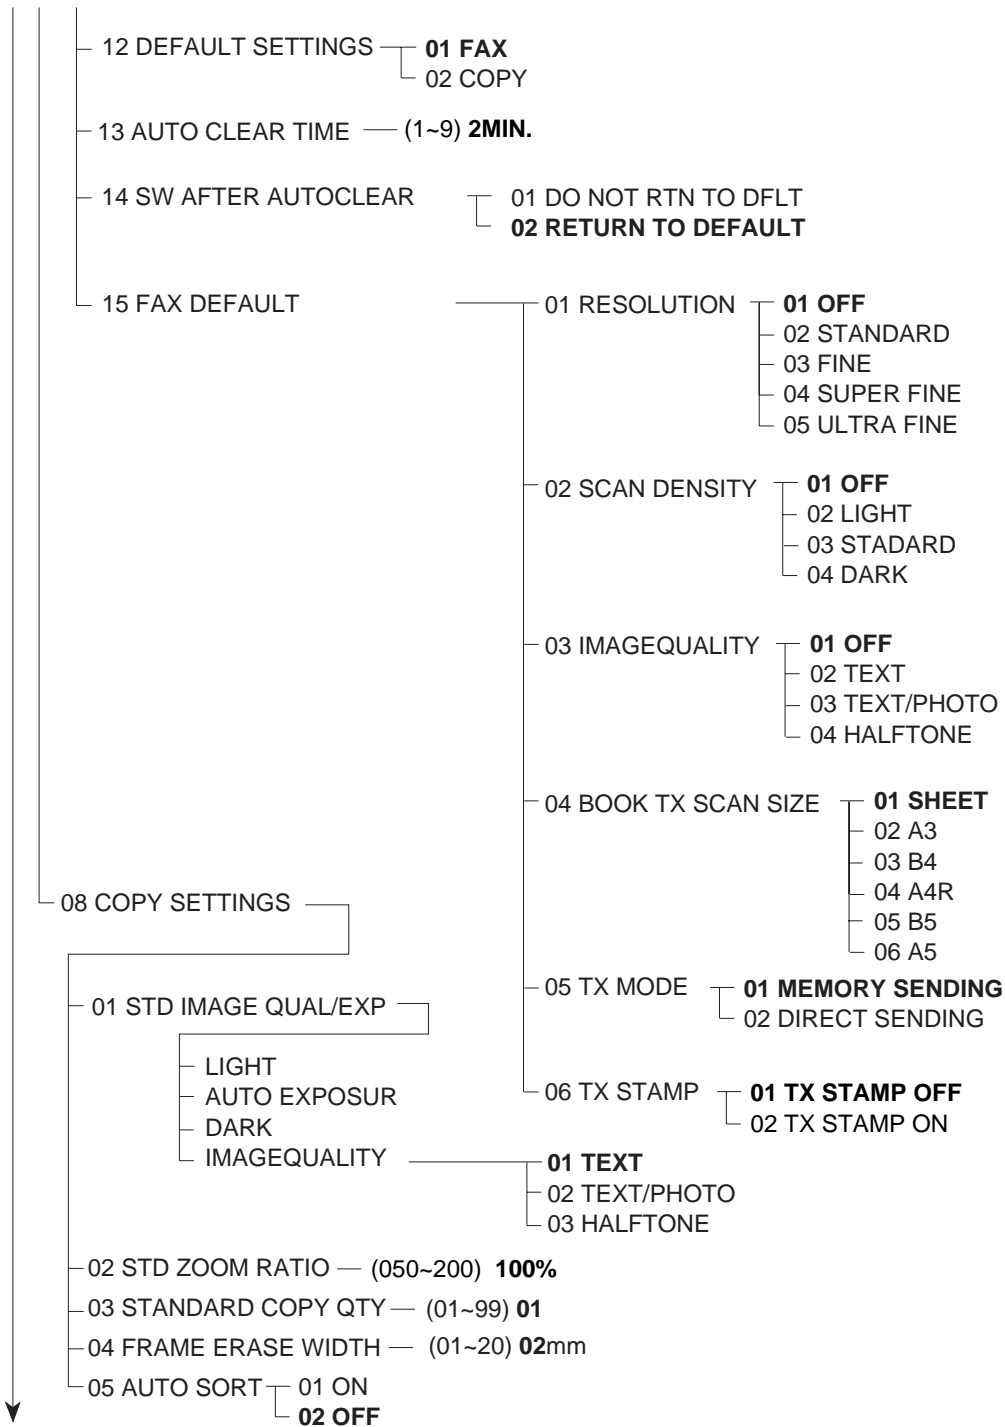 12 DEFAULT SETTINGS
01 FAX
02 COPY
13 AUTO CLEAR TIME (1~9) 2MIN.
14 SW AFTER AUTOCLEAR
01 DO NOT RTN TO DFLT
02 RETURN TO DEFAULT
15 FAX DEFAULT
01 RESOLUTION
01 OFF
02 STANDARD
03 FINE
04 SUPER FINE
05 ULTRA FINE
02 SCAN DENSITY
01 OFF
02 LIGHT
03 STADARD
04 DARK
03 IMAGEQUALITY
01 OFF
02 TEXT
03 TEXT/PHOTO
04 HALFTONE
04 BOOK TX SCAN SIZE
01 SHEET
02 A3
03 B4
04 A4R
05 B5
06 A5
05 TX MODE
01 MEMORY SENDING
02 DIRECT SENDING
06 TX STAMP
01 TX STAMP OFF
02 TX STAMP ON
08 COPY SETTINGS
01 STD IMAGE QUAL/EXP
LIGHT
AUTO EXPOSUR
DARK
IMAGEQUALITY
01 TEXT
02 TEXT/PHOTO
03 HALFTONE
02 STD ZOOM RATIO (050~200) 100%
03 STANDARD COPY QTY (01~99) 01
04 FRAME ERASE WIDTH (01~20) 02mm
05 AUTO SORT
01 ON
02 OFF